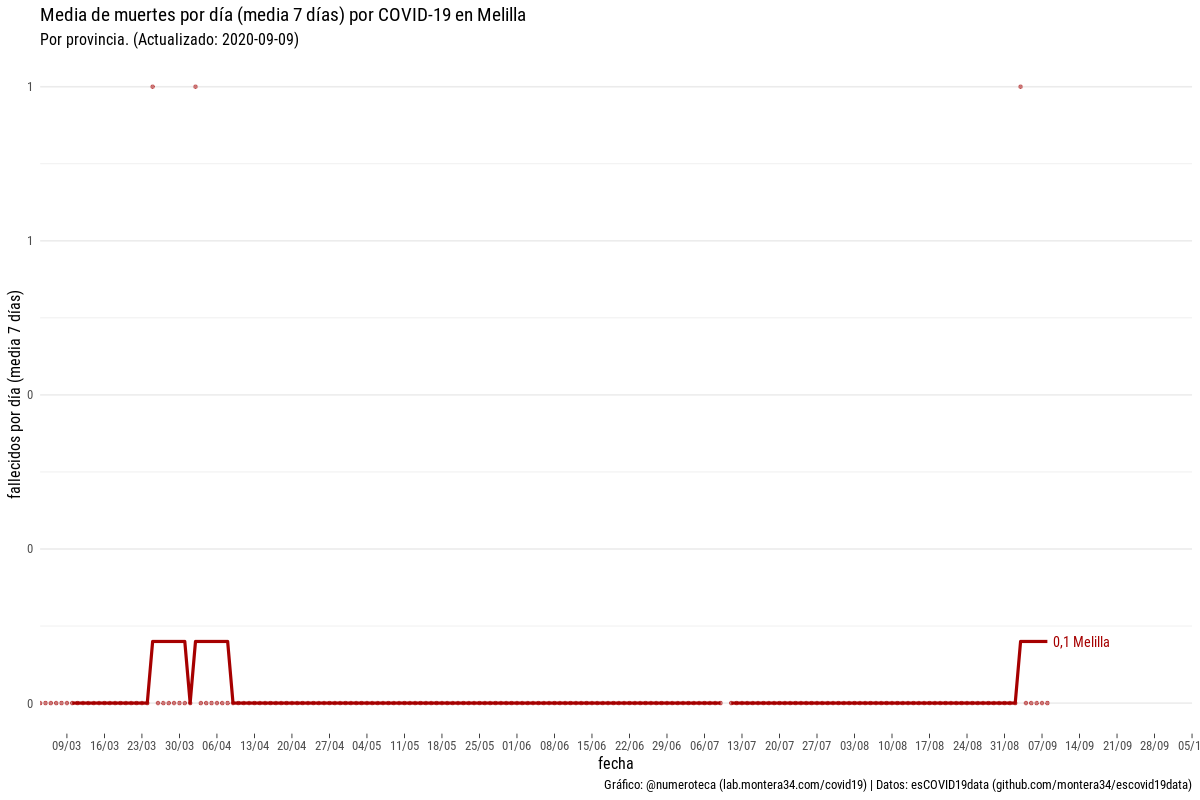 Media de muertes por día (media 7 días) por COVID-19 en Melilla
Por provincia. (Actualizado: 2020-09-09)
1
1
0
0
0
fallecidos por día (media 7 días)
0,1 Melilla
09/03 16/03 23/03 30/03 06/04 13/04 20/04 27/04 04/05 11/05 18/05 25/05 01/06 08/06 15/06 22/06 29/06 06/07 13/07 20/07 27/07 03/08 10/08 17/08 24/08 31/08 07/09 14/09 21/09 28/09 05/1
fecha
Gráfico: @numeroteca (lab.montera34.com/covid19) | Datos: esCOVID19data (github.com/montera34/escovid19data)